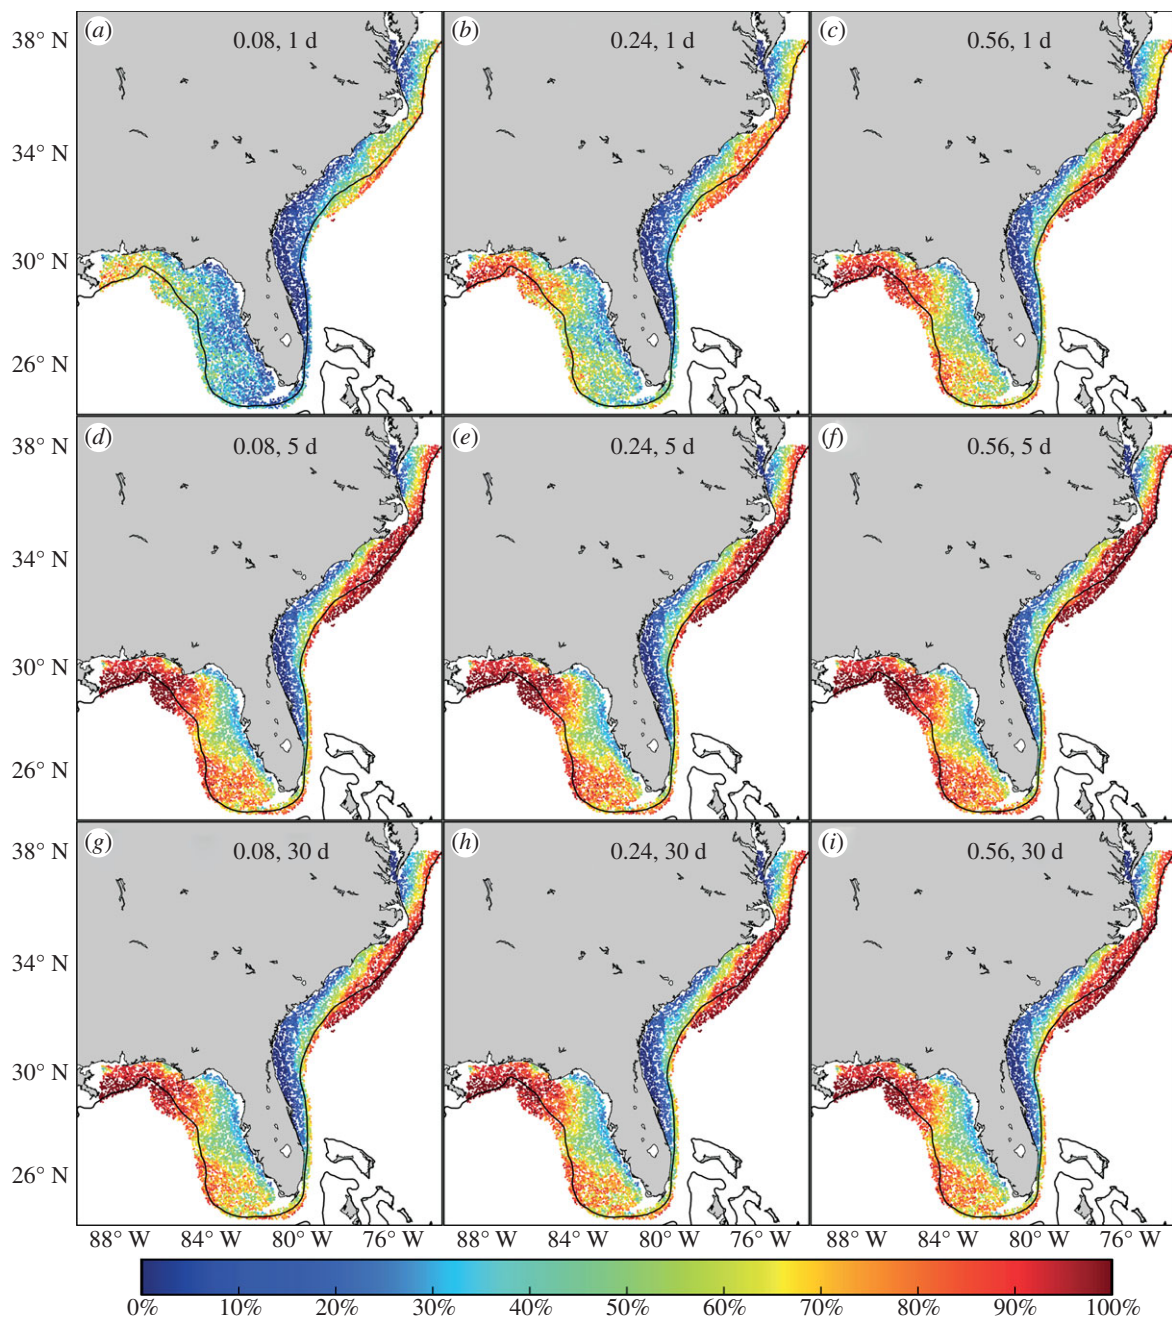 (a) 0.08, 1 d (b) 0.24, 1 d (c) 0.56, 1 d
38° N
34° N
30° N
26° N
(d) 0.08, 5 d (e) 0.24, 5 d (f) 0.56, 5 d
38° N
34° N
30° N
26° N
(g) 0.08, 30 d (h) 0.24, 30 d (i) 0.56, 30 d
38° N
34° N
30° N
26° N
88° W 84° W 80° W 76° W 88° W 84° W 80° W 76° W 88° W 84° W 80° W 76° W
0% 10% 20% 30% 40% 50% 60% 70% 80% 90% 100%